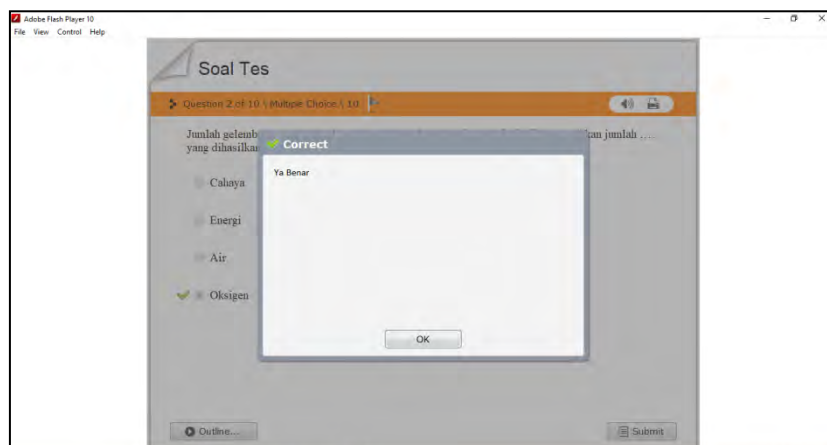 Adobe Flash Player 10
File View Control Help
Soal Tes
Question 2 of 10 \ Multiple Choice \ 10
Jumlah gelemb
kan jumlah ....
yang dihasilkan
Correct
Ya Benar
Cahaya
Energi
Air
Oksigen
OK
Outline...
Submit